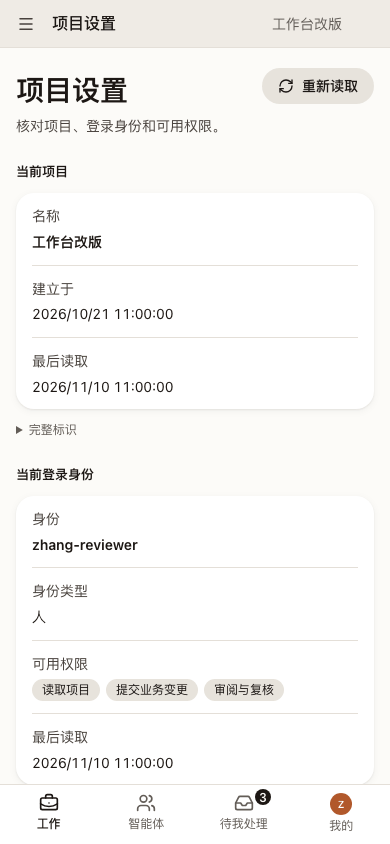 项目设置
工作台改版
项目设置
重新读取
核对项目、登录身份和可用权限。
当前项目
名称
工作台改版
建立于
2026/10/21 11:00:00
最后读取
2026/11/10 11:00:00
完整标识
当前登录身份
身份
zhang-reviewer
身份类型
人
可用权限
读取项目 提交业务变更 审阅与复核
最后读取
2026/11/10 11:00:00
3
Z
工作 智能体 待我处理 我的